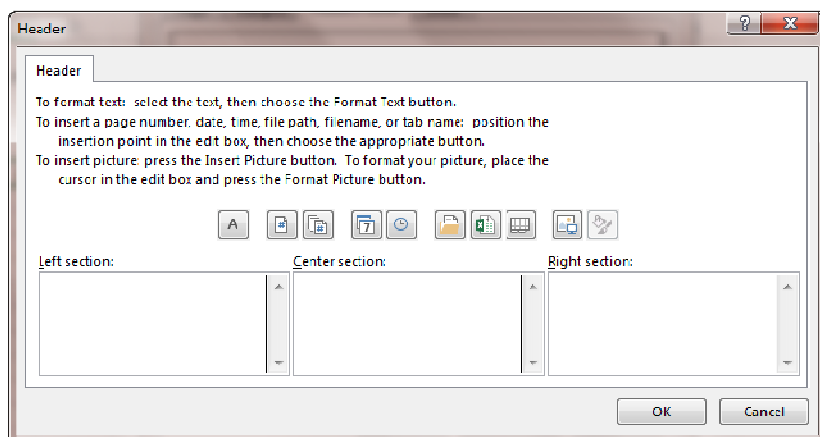 Header
Header
To format text: select the text, then choose the Format Text button.
To insert a page number, date, time, file path, filename, or tab name: position the
insertion point in the edit box, then choose the appropriate button.
To insert picture: press the Insert Picture button. To format your picture, place the
cursor in the edit box and press the Format Picture button.
A # # 7
Left section: Center section: Right section:
OK Cancel